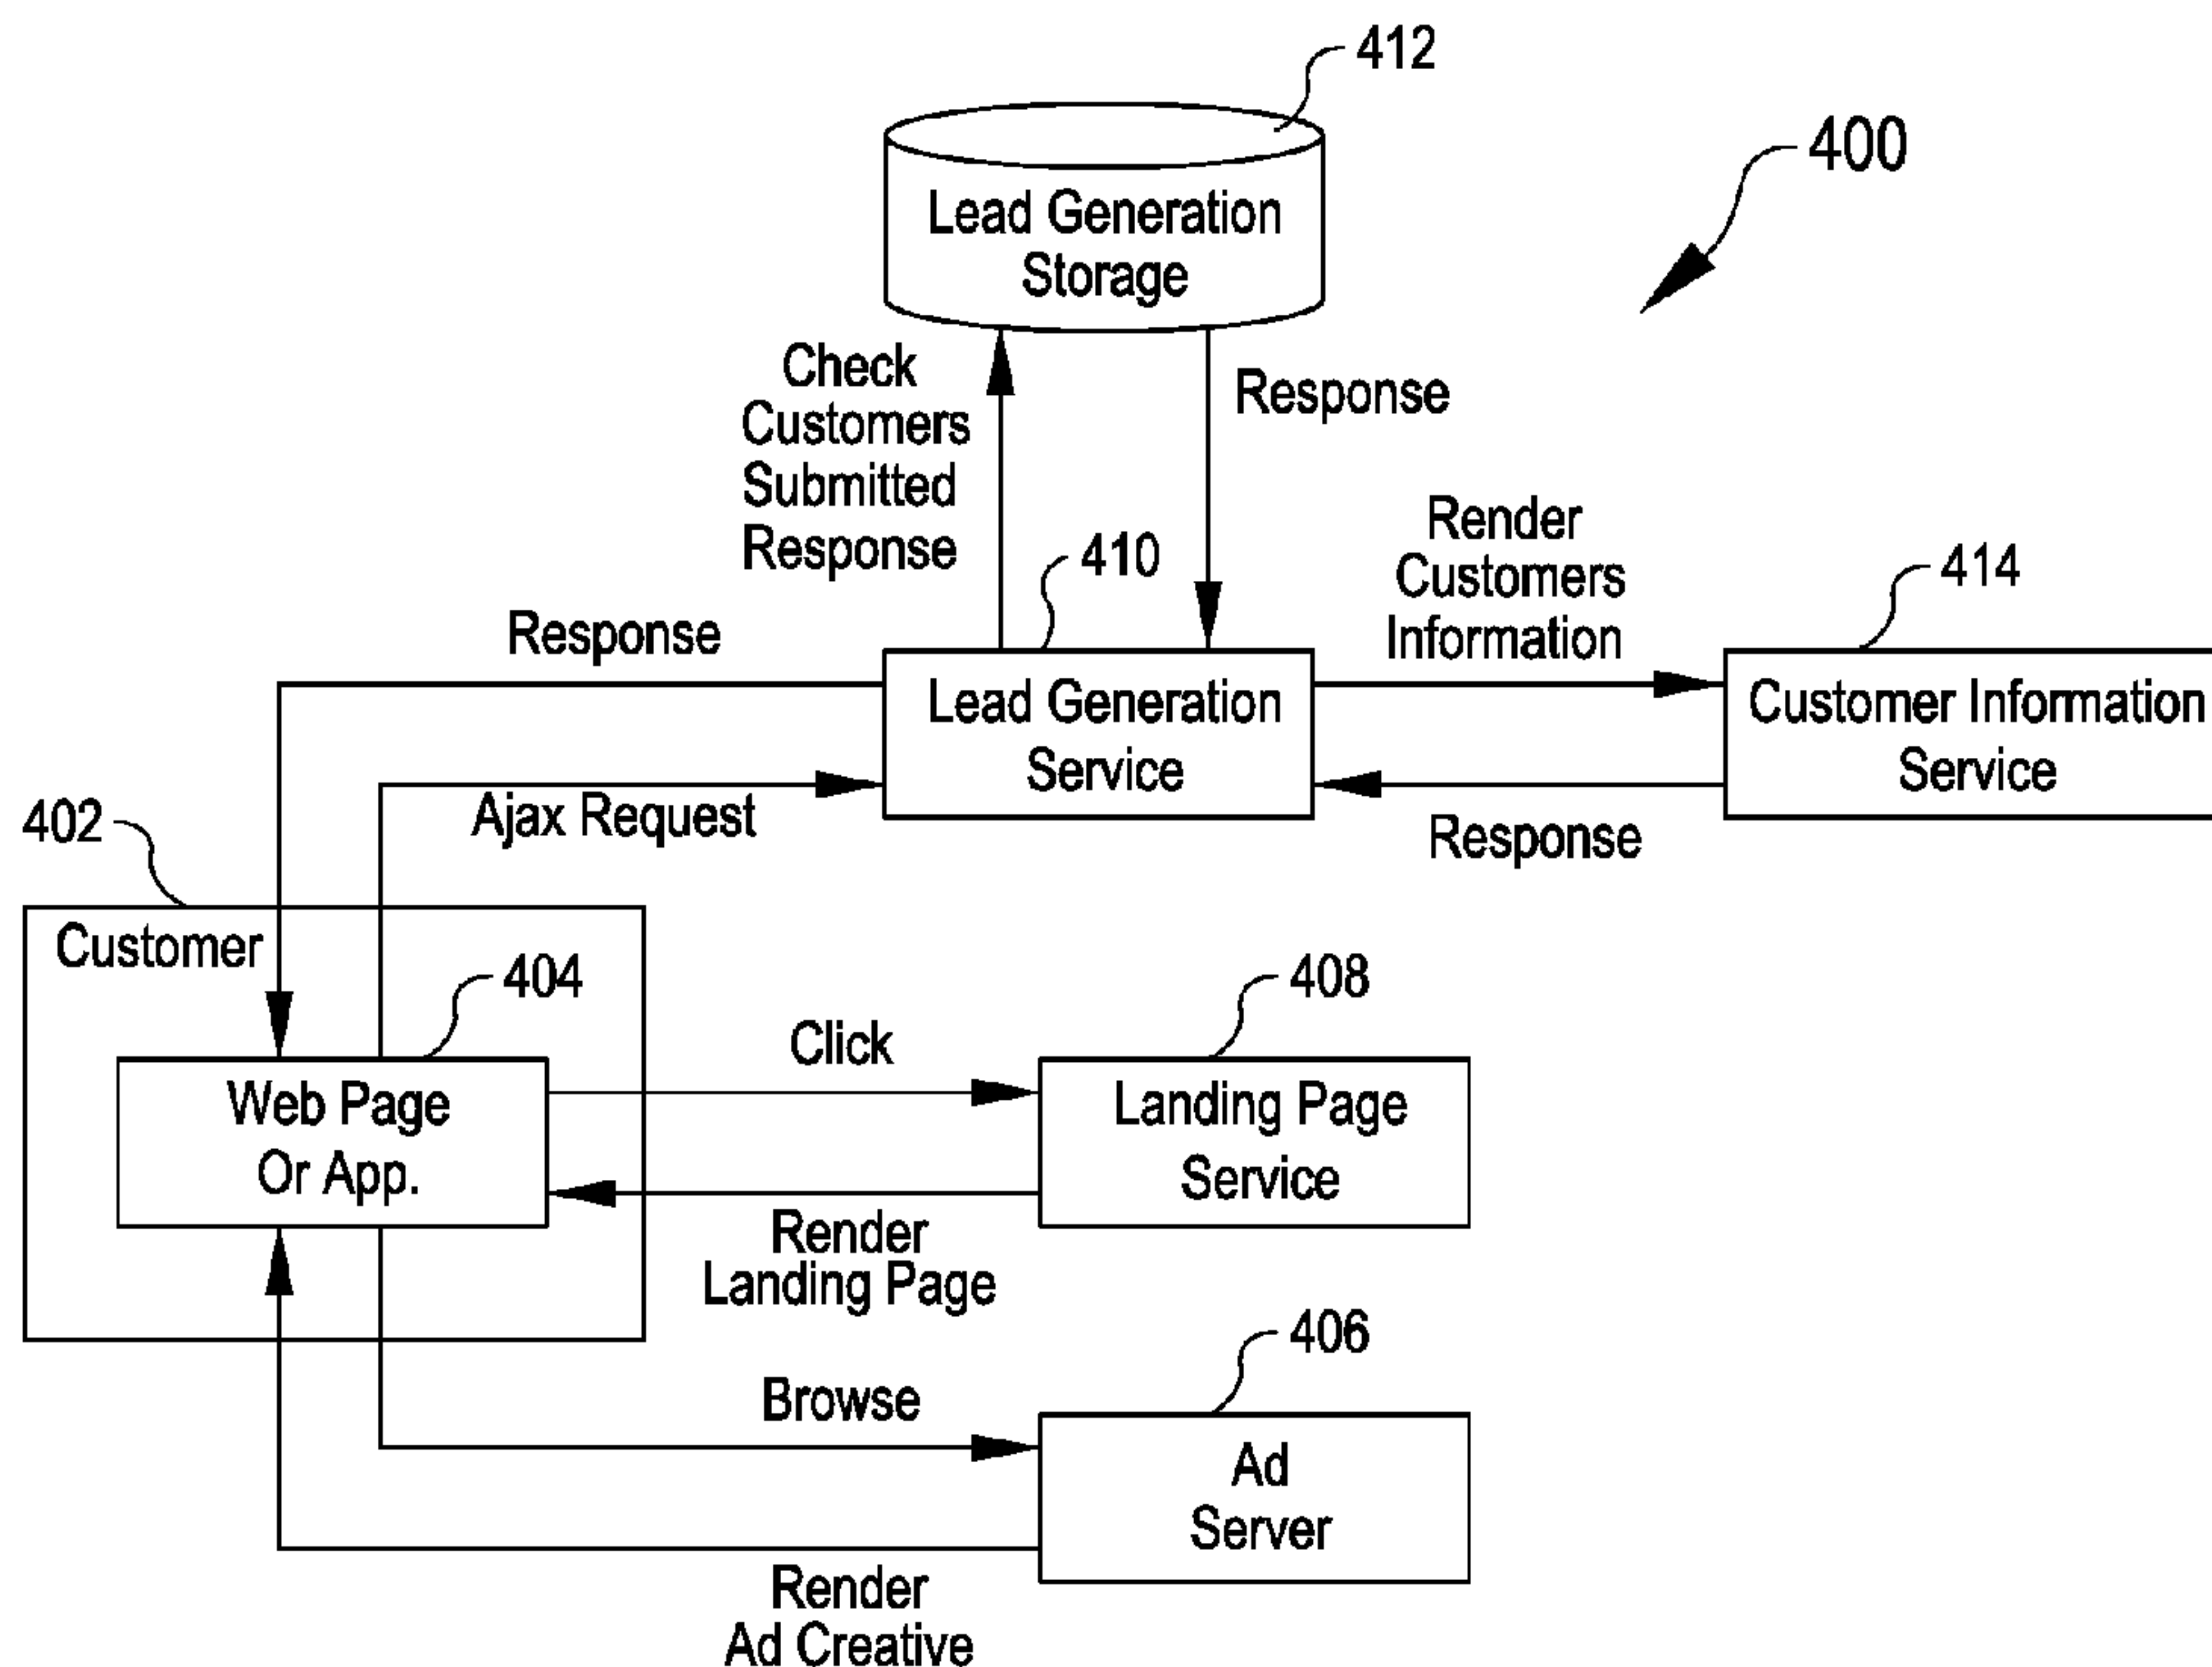 412
400
Lead Generation
Storage
Check
Customers
Submitted
Response
Response
410
Render
Customers
Information
414
Response
Lead Generation
Service
Customer Information
Service
Ajax Request
Response
402
Customer
404
408
Click
Web Page
Or App.
Landing Page
Service
Render
Landing Page
406
Browse
Ad
Server
Render
Ad Creative